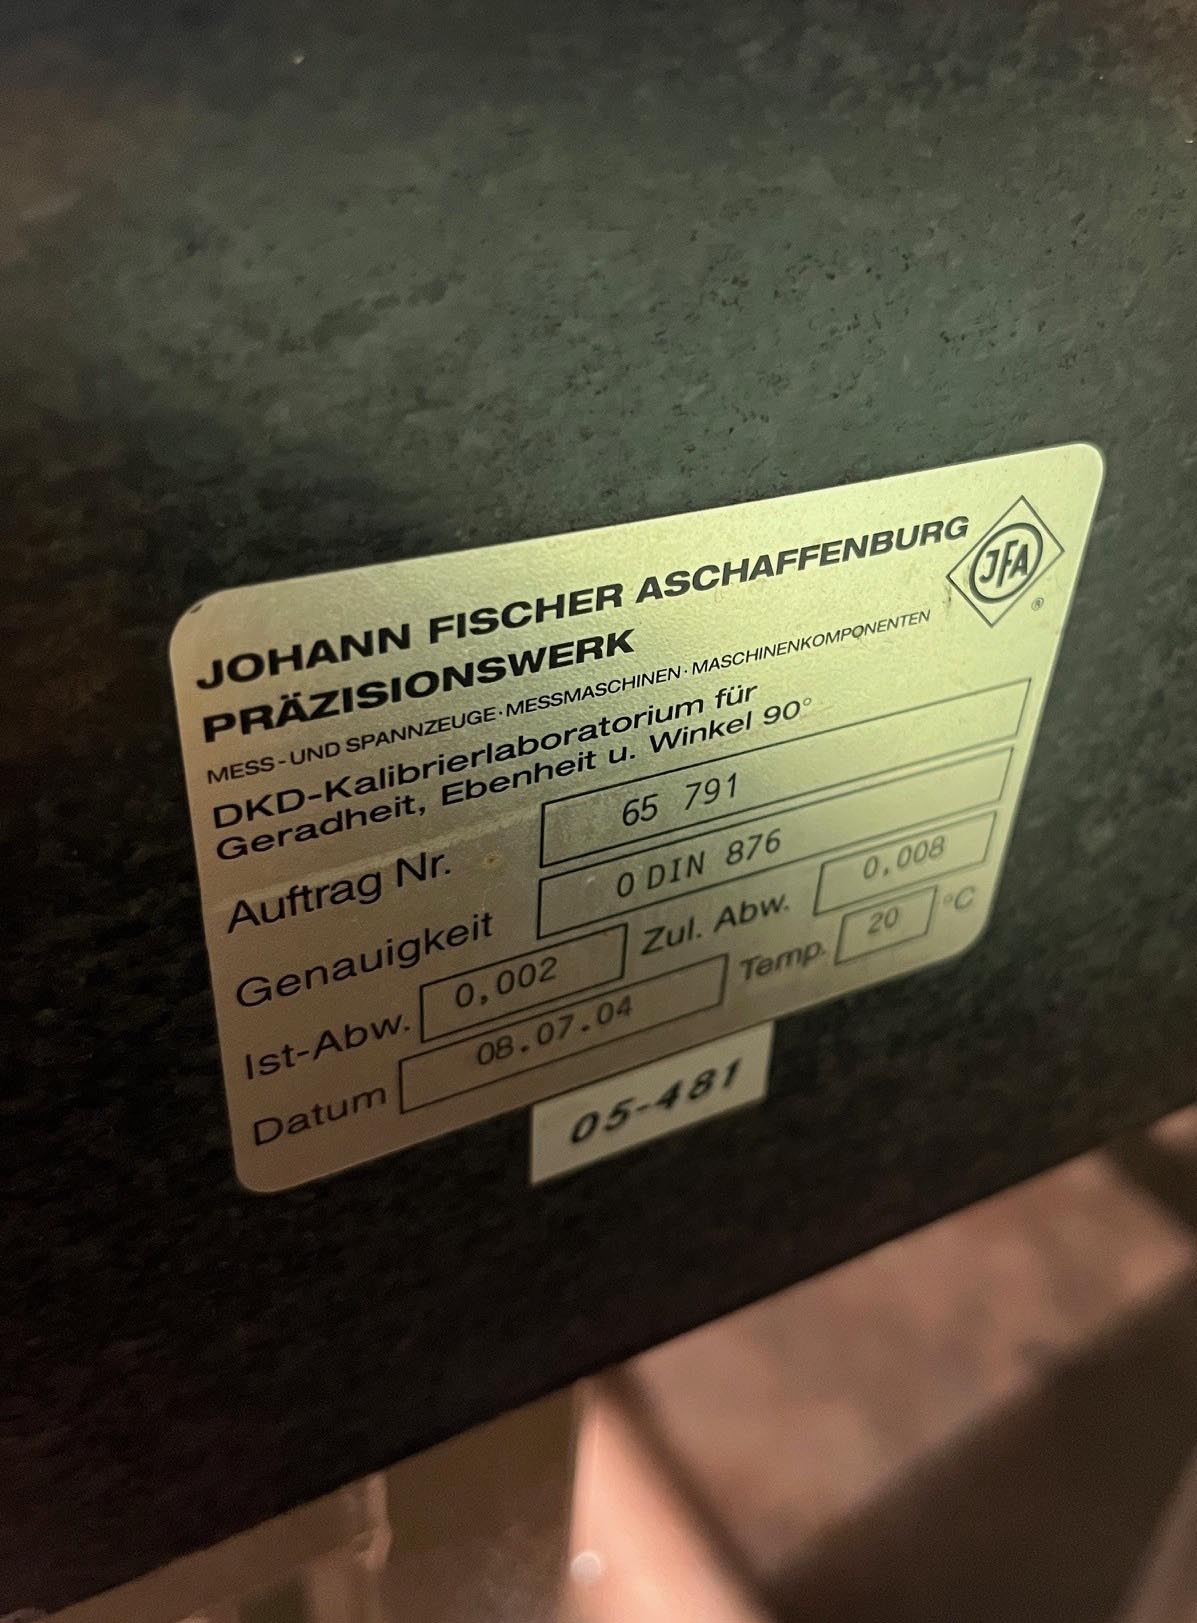 JOHANN FISCHER ASCHAFFENBURG
PRÄZISIONSWERK
JFA
®
MESS-UND SPANNZEUGE·MESSMASCHINEN·MASCHINENKOMPONENTEN
DKD-Kalibrierlaboratorium für
Geradheit, Ebenheit u. Winkel 90°
Auftrag Nr. 65 791
Genauigkeit 0 DIN 876
Ist-Abw. 0,002 Zul. Abw. 0,008
Datum 08.07.04 Temp. 20 °C
05-481